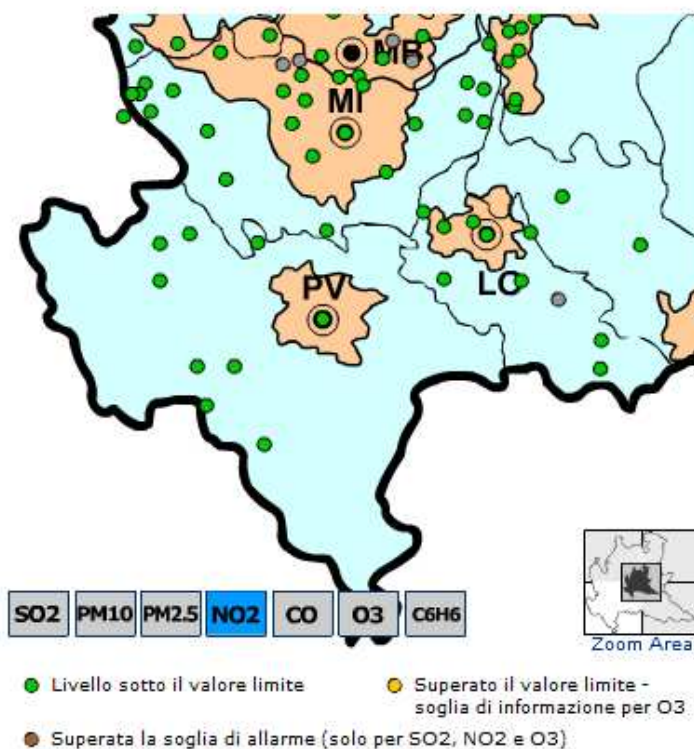 MB
MI
LO
PV
SO2 PM10 PM2.5 NO2 CO O3 C6H6
Zoom Area
Livello sotto il valore limite
Superato il valore limite -
soglia di informazione per O3
Superata la soglia di allarme (solo per SO2, NO2 e O3)